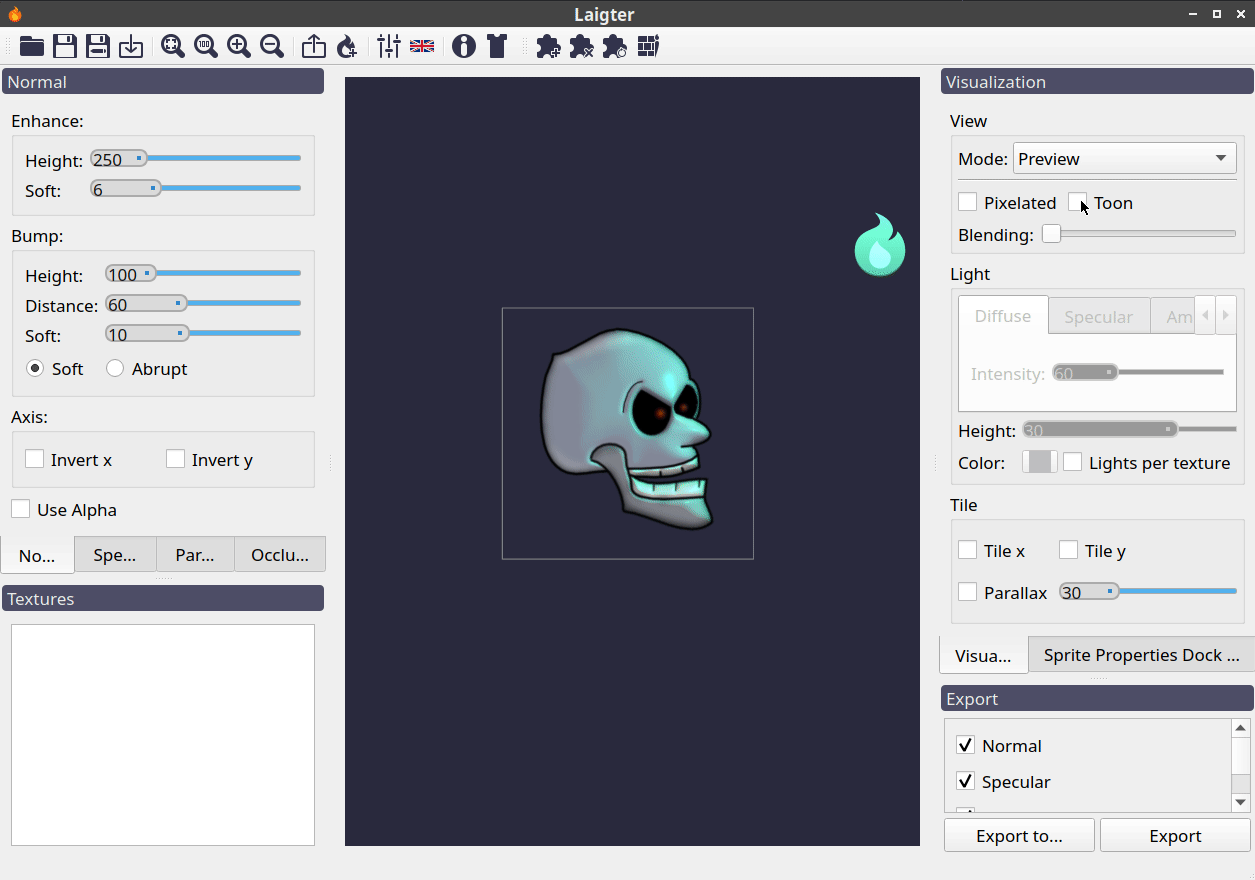 Laigter
100
Normal
Enhance:
Height: 250
Soft: 6
Bump:
Height: 100
Distance: 60
Soft: 10
Soft Abrupt
Axis:
Invert x Invert y
Use Alpha
No... Spe... Par... Occlu...
Textures
Visualization
View
Mode: Preview
Pixelated Toon
Blending:
Light
Diffuse Specular Am
Intensity: 60
Height: 30
Color: Lights per texture
Tile
Tile x Tile y
Parallax 30
Visua... Sprite Properties Dock ...
Export
Normal
Specular
Export to... Export